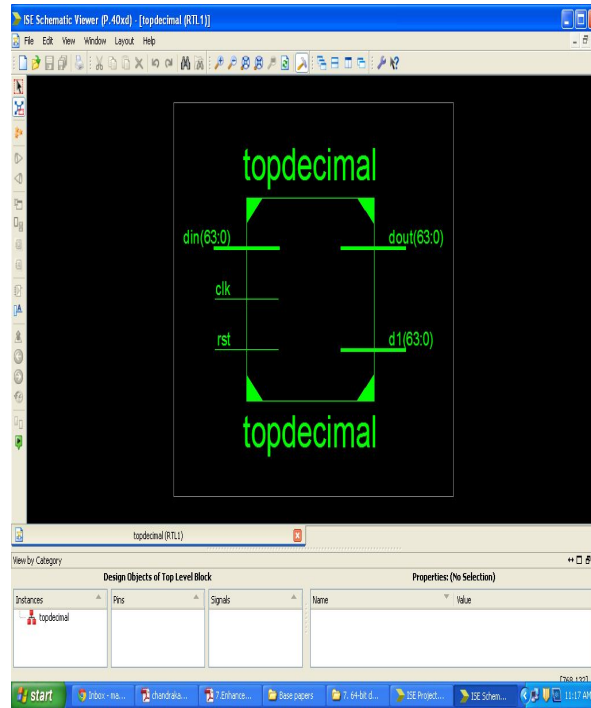 ISE Schematic Viewer (P.40xd) - [topdecimal (RTL1)]
File Edit View Window Layout Help
topdecimal
din(63:0) dout(63:0)
clk
rst d1(63:0)
topdecimal
topdecimal (RTL1)
View by Category
Design Objects of Top Level Block Properties: (No Selection)
Instances Pins Signals Name Value
topdecimal
[768,132]
start Inbox - ma... chandraka... 7.Enhance... Base papers 7. 64-bit d... ISE Project... ISE Schem... 11:17 AM